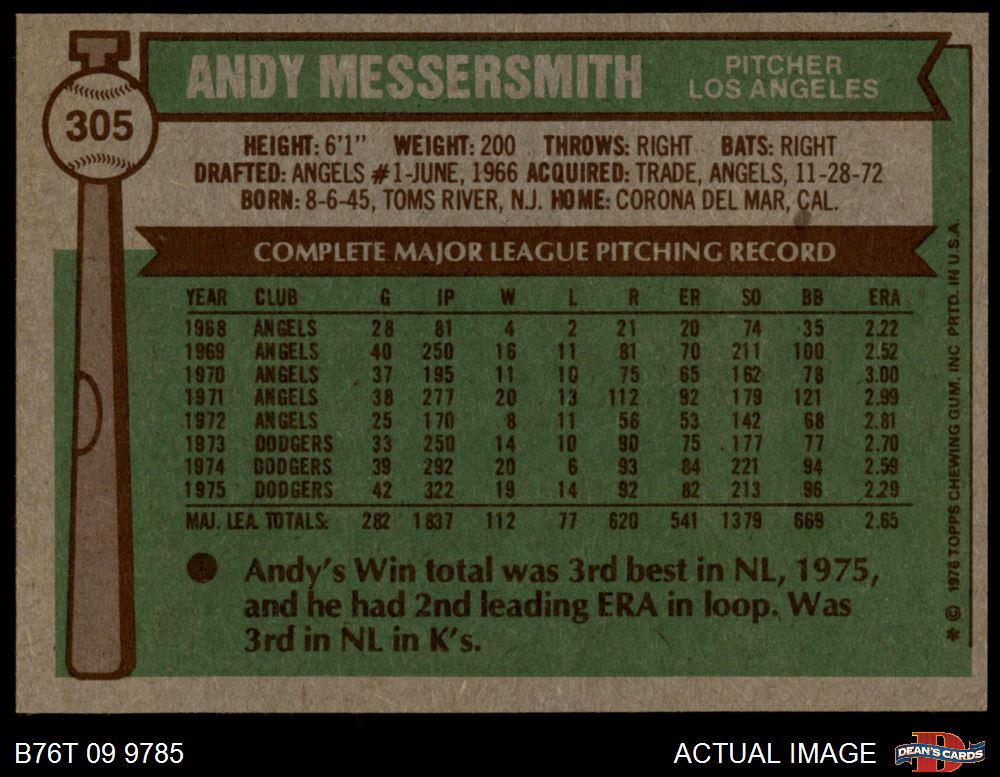 305
ANDY MESSERSMITH
PITCHER
LOS ANGELES
HEIGHT: 6'1" WEIGHT: 200 THROWS: RIGHT BATS: RIGHT
DRAFTED: ANGELS #1-JUNE, 1966 ACQUIRED: TRADE, ANGELS, 11-28-72
BORN: 8-6-45, TOMS RIVER, N.J. HOME: CORONA DEL MAR, CAL.
COMPLETE MAJOR LEAGUE PITCHING RECORD
YEAR CLUB G IP W L R ER SO BB ERA
1968 ANGELS 28 81 4 2 21 20 74 35 2.22
1969 ANGELS 40 250 16 11 81 70 211 100 2.52
1970 ANGELS 37 195 11 10 75 65 162 78 3.00
1971 ANGELS 38 277 20 13 112 92 179 121 2.99
1972 ANGELS 25 170 8 11 56 53 142 68 2.81
1973 DODGERS 33 250 14 10 90 75 177 77 2.70
1974 DODGERS 39 292 20 6 93 84 221 94 2.59
1975 DODGERS 42 322 19 14 92 82 213 96 2.29
MAJ. LEA. TOTALS: 282 1837 112 77 620 541 1379 669 2.65
● Andy's Win total was 3rd best in NL, 1975,
and he had 2nd leading ERA in loop. Was
3rd in NL in K's.
* © 1976 TOPPS CHEWING GUM, INC PRTD. IN U.S.A.
B76T 09 9785
ACTUAL IMAGE
D
DEAN'S CARDS